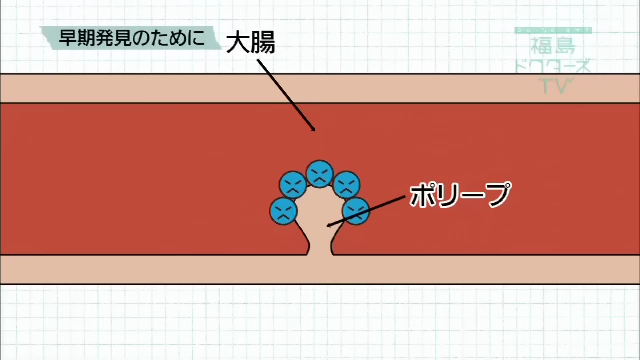 早期発見のために
大腸
福島
ドクターズ
TV
ポリープ